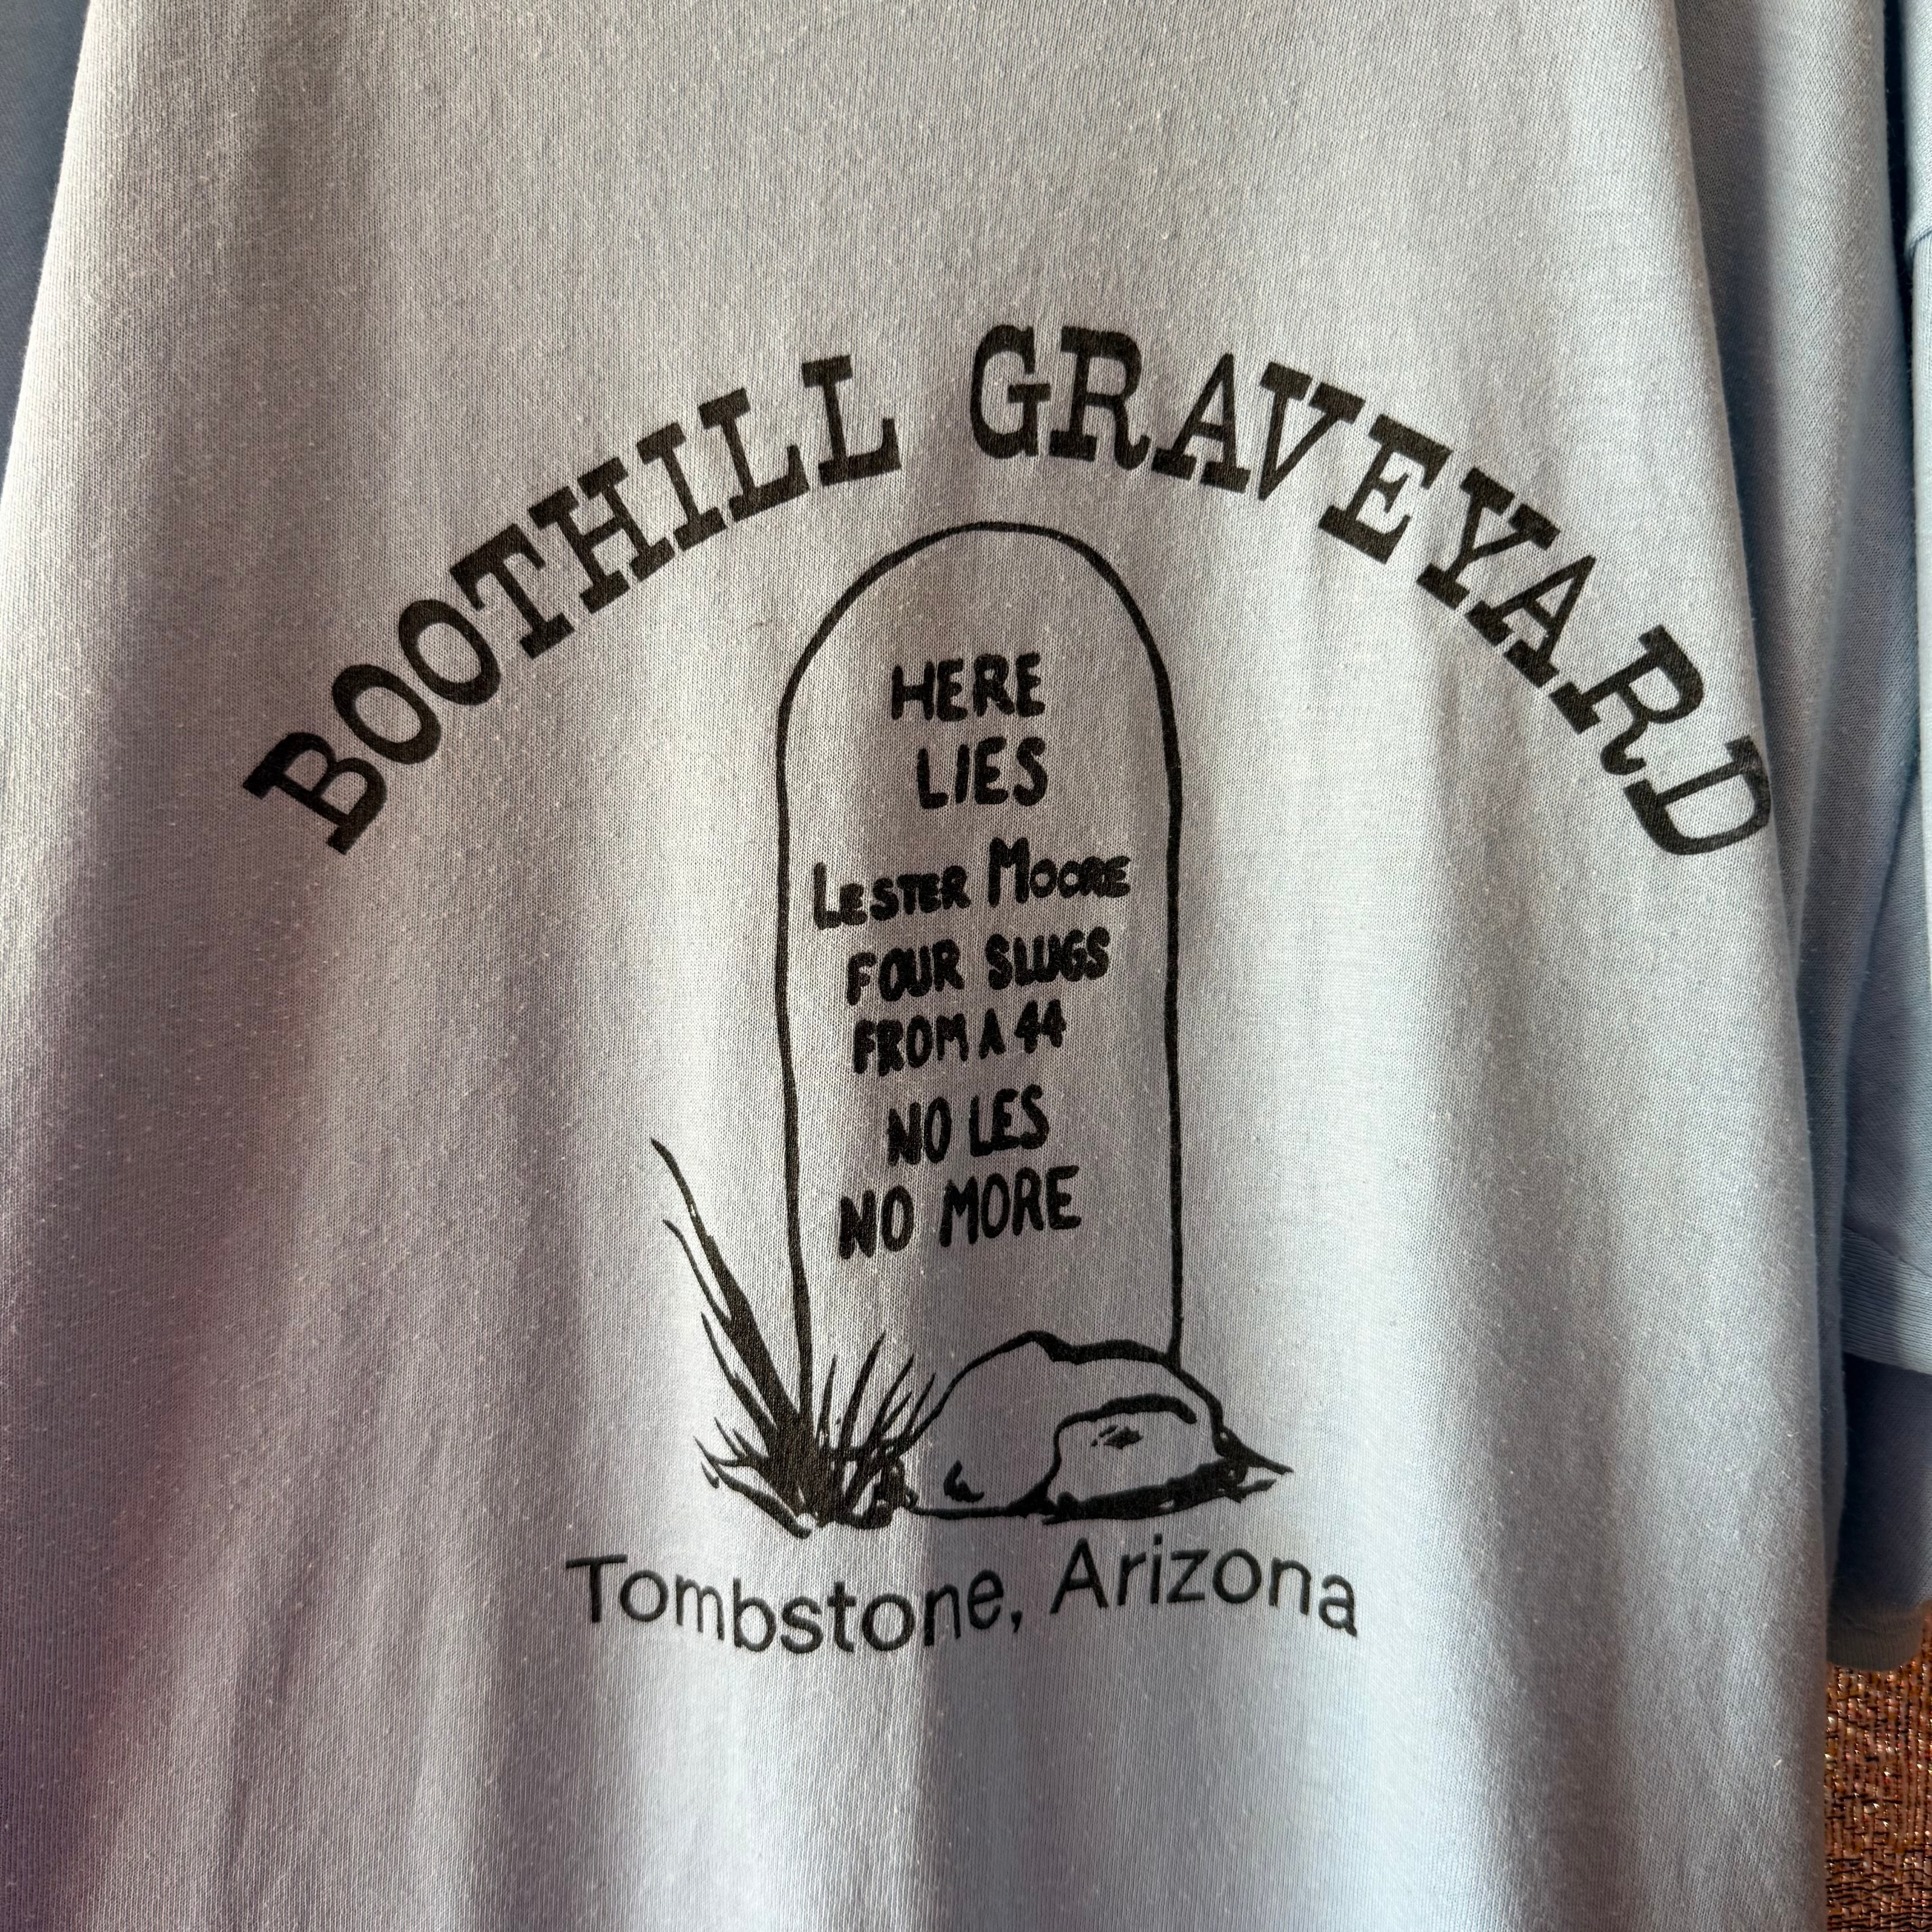 BOOTHILL GRAVEYARD
HERE
LIES
LESTER MOORE
FOUR SLUGS
FROM A 44
NO LES
NO MORE
Tombstone, Arizona